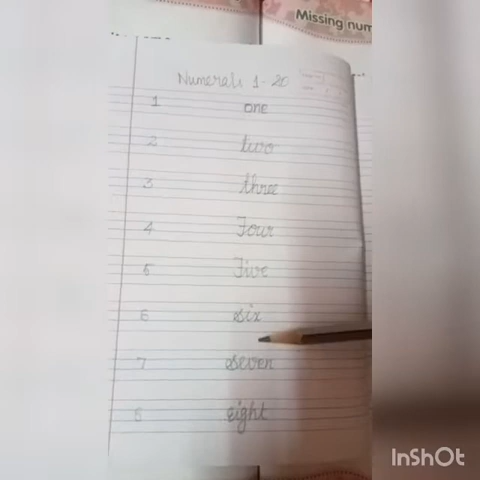 Missing num
Numerals 1-20
1 one
2 two
3 three
4 Four
5 Five
6 six
7 seven
8 eight
InShOt